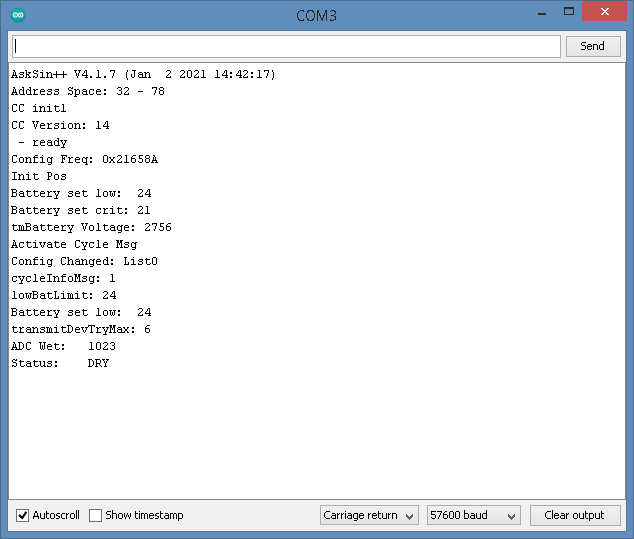 COM3
Send
AskSin++ V4.1.7 (Jan  2 2021 14:42:17)
Address Space: 32 - 78
CC init1
CC Version: 14
 - ready
Config Freq: 0x21658A
Init Pos
Battery set low:  24
Battery set crit: 21
tmBattery Voltage: 2756
Activate Cycle Msg
Config Changed: List0
cycleInfoMsg: 1
lowBatLimit: 24
Battery set low:  24
transmitDevTryMax: 6
ADC Wet:   1023
Status:    DRY
Autoscroll Show timestamp Carriage return 57600 baud Clear output